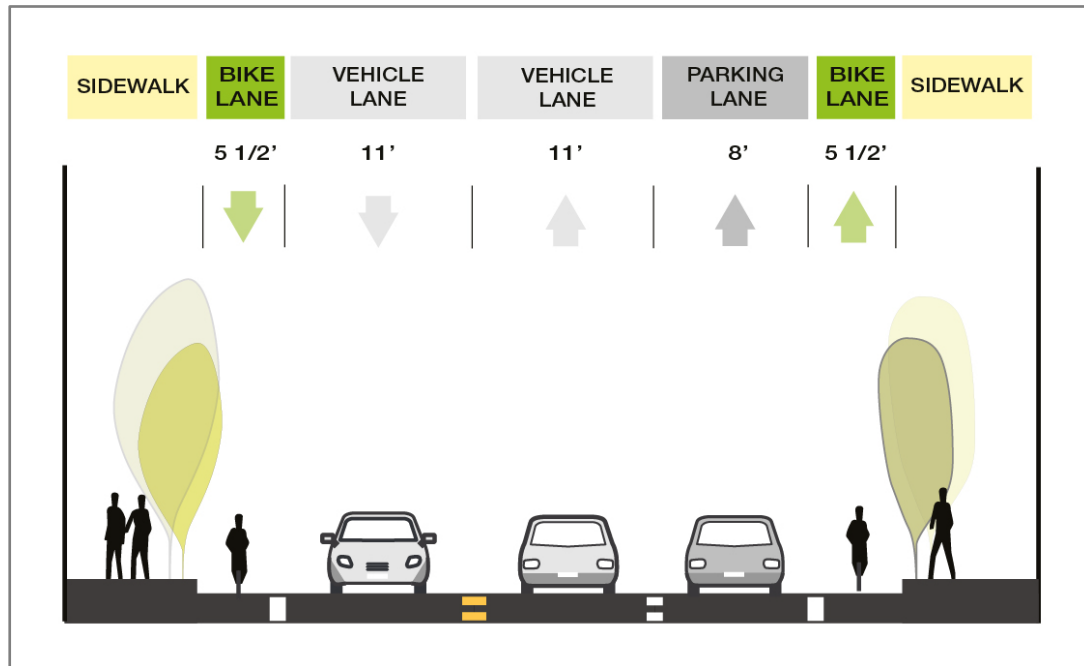 SIDEWALK
BIKE
LANE
VEHICLE
LANE
VEHICLE
LANE
PARKING
LANE
BIKE
LANE
SIDEWALK
5 1/2’
11’
11’
8’
5 1/2’